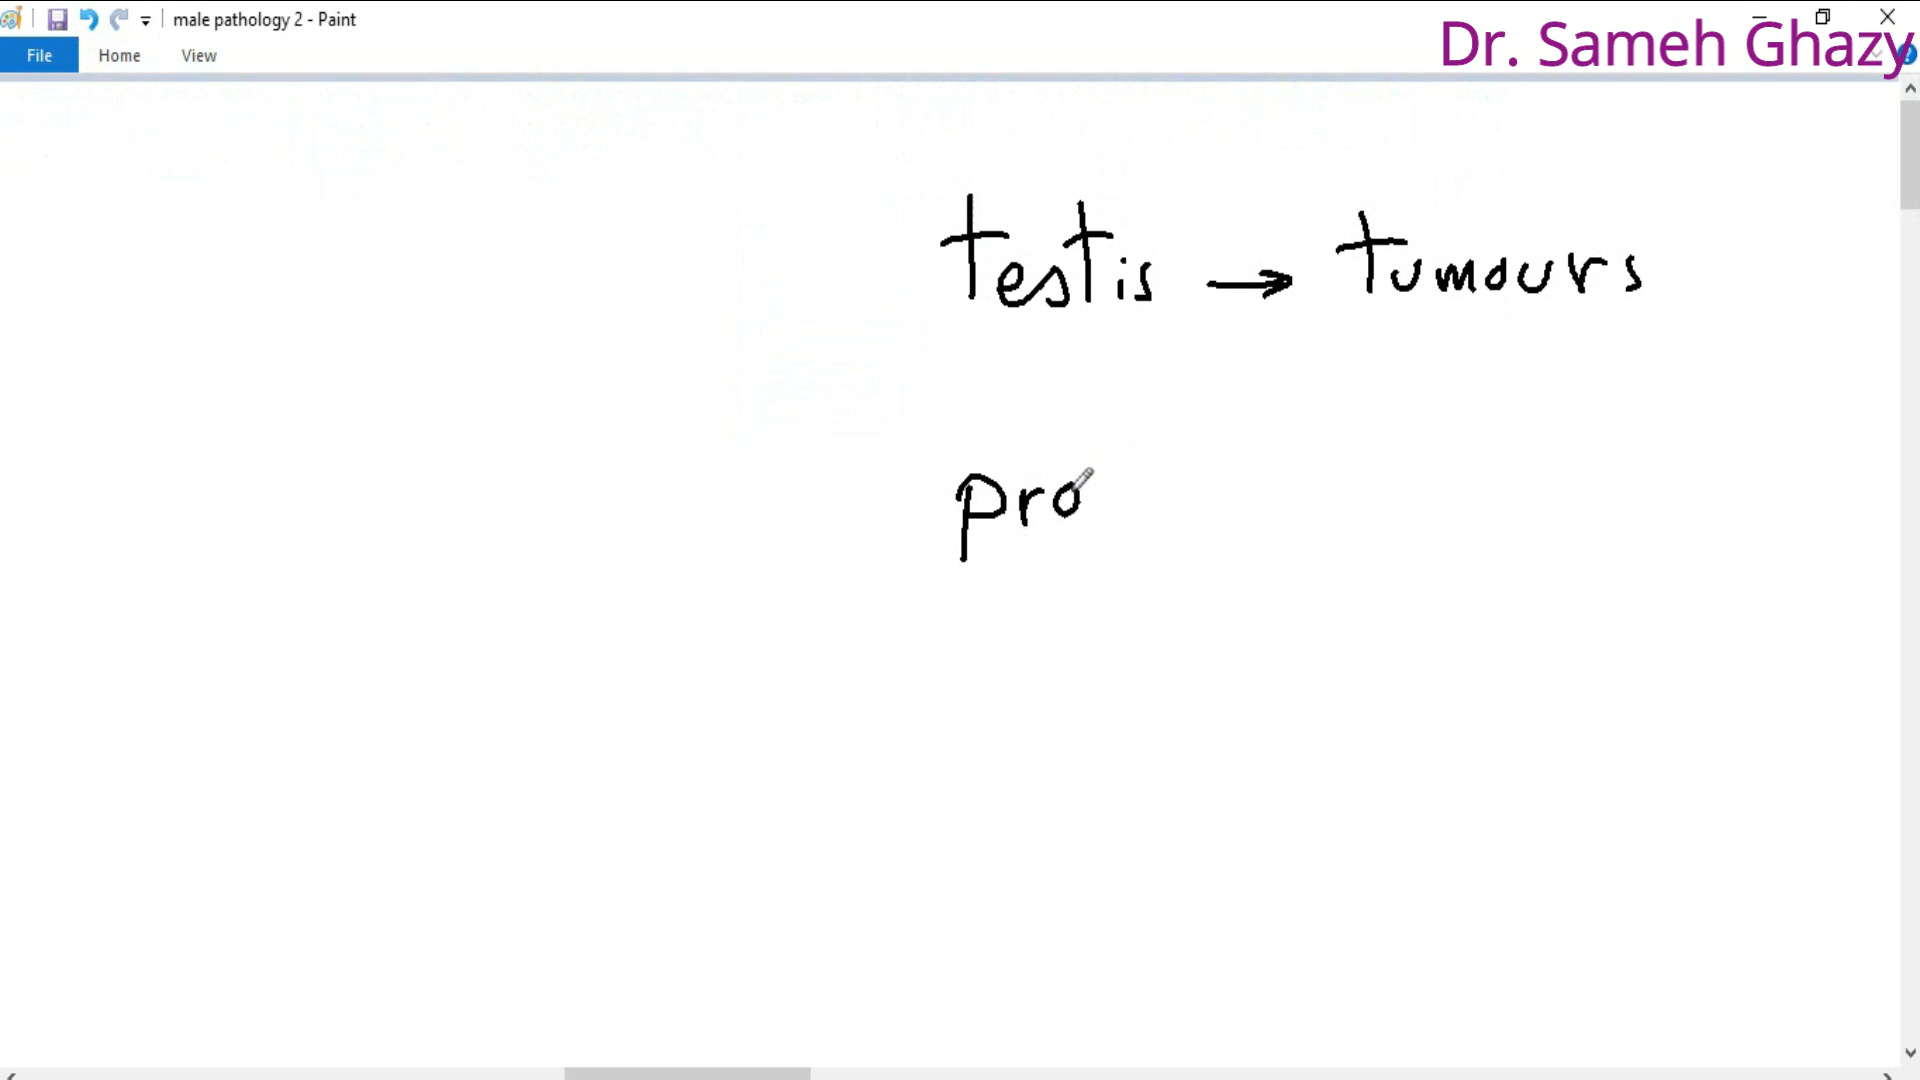 male pathology 2 - Paint
Dr. Sameh Ghazy
File Home View
testis → tumours
pro